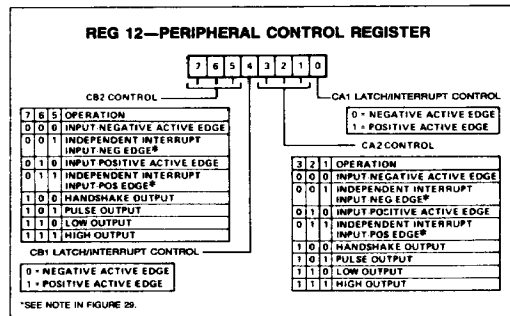 REG 12—PERIPHERAL CONTROL REGISTER
7 6 5 4 3 2 1 0
CB2 CONTROL
7 6 5 OPERATION
0 0 0 INPUT-NEGATIVE ACTIVE EDGE
0 0 1 INDEPENDENT INTERRUPT
INPUT-NEG EDGE*
0 1 0 INPUT-POSITIVE ACTIVE EDGE
0 1 1 INDEPENDENT INTERRUPT
INPUT-POS EDGE*
1 0 0 HANDSHAKE OUTPUT
1 0 1 PULSE OUTPUT
1 1 0 LOW OUTPUT
1 1 1 HIGH OUTPUT
CB1 LATCH/INTERRUPT CONTROL
0 = NEGATIVE ACTIVE EDGE
1 = POSITIVE ACTIVE EDGE
*SEE NOTE IN FIGURE 29.
CA1 LATCH/INTERRUPT CONTROL
0 = NEGATIVE ACTIVE EDGE
1 = POSITIVE ACTIVE EDGE
CA2 CONTROL
3 2 1 OPERATION
0 0 0 INPUT-NEGATIVE ACTIVE EDGE
0 0 1 INDEPENDENT INTERRUPT
INPUT-NEG EDGE*
0 1 0 INPUT-POSITIVE ACTIVE EDGE
0 1 1 INDEPENDENT INTERRUPT
INPUT-POS EDGE*
1 0 0 HANDSHAKE OUTPUT
1 0 1 PULSE OUTPUT
1 1 0 LOW OUTPUT
1 1 1 HIGH OUTPUT